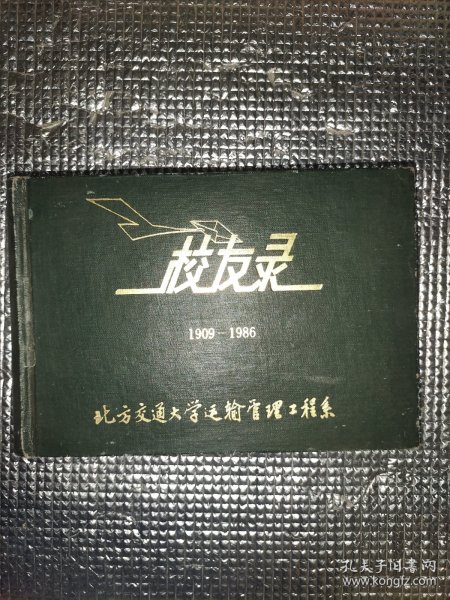 校友录
1909-1986
北方交通大学运输管理工程系
孔夫子旧书网
www.kongfz.com